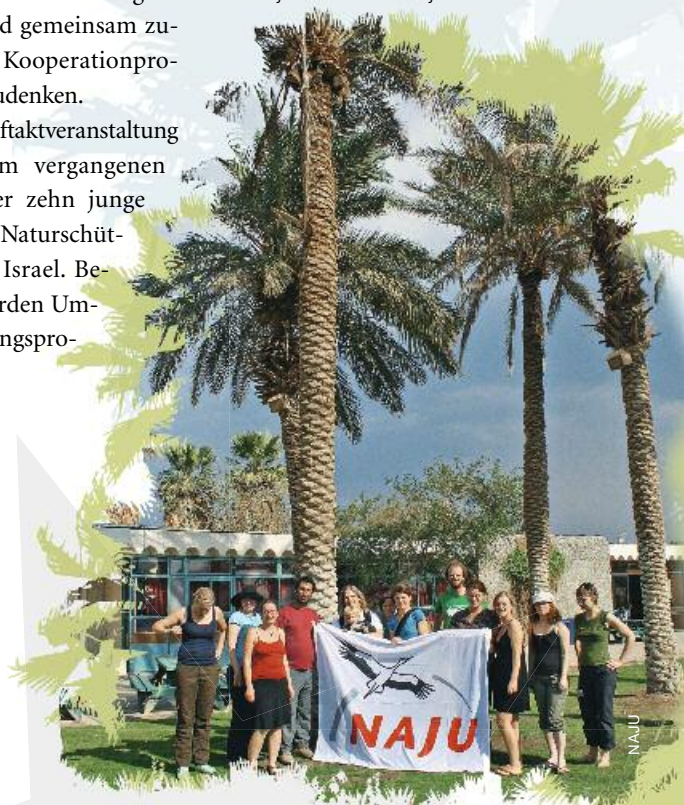 d gemeinsam zu-
Kooperationpro-
udenken.
ftaktveranstaltung
m vergangenen
er zehn junge
Naturschüt-
Israel. Be-
rden Um-
ngspro-
NAJU
NAJU